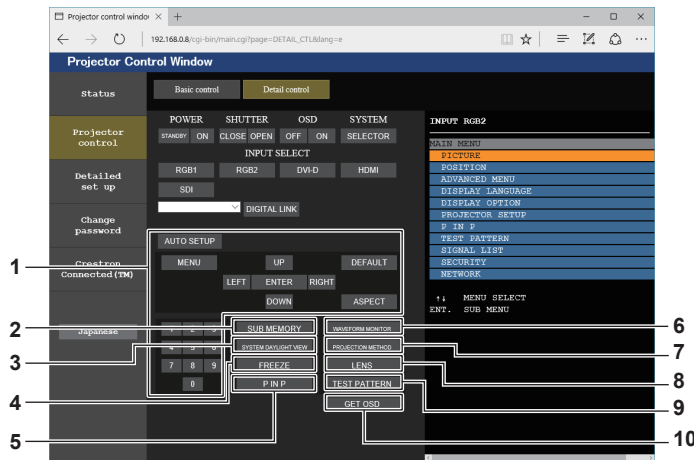 Projector control window
192.168.0.8/cgi-bin/main.cgi?page=DETAIL_CTL&lang=e
Projector Control Window
Status
Projector
control
Detailed
set up
Change
password
Crestron
Connected(TM)
Japanese
Basic control
Detail control
POWER
SHUTTER
OSD
SYSTEM
STANDBY ON
CLOSE OPEN
OFF ON
SELECTOR
INPUT SELECT
RGB1
RGB2
DVI-D
HDMI
SDI
DIGITAL LINK
AUTO SETUP
MENU
UP
DEFAULT
LEFT
ENTER
RIGHT
DOWN
ASPECT
1 2 3
4 5 6
7 8 9
0
SUB MEMORY
WAVEFORM MONITOR
SYSTEM DAYLIGHT VIEW
PROJECTION METHOD
FREEZE
LENS
P IN P
TEST PATTERN
GET OSD
INPUT RGB2
MAIN MENU
PICTURE
POSITION
ADVANCED MENU
DISPLAY LANGUAGE
DISPLAY OPTION
PROJECTOR SETUP
P IN P
TEST PATTERN
SIGNAL LIST
SECURITY
NETWORK
↑↓ MENU SELECT
ENT. SUB MENU
1
2
3
4
5
6
7
8
9
10